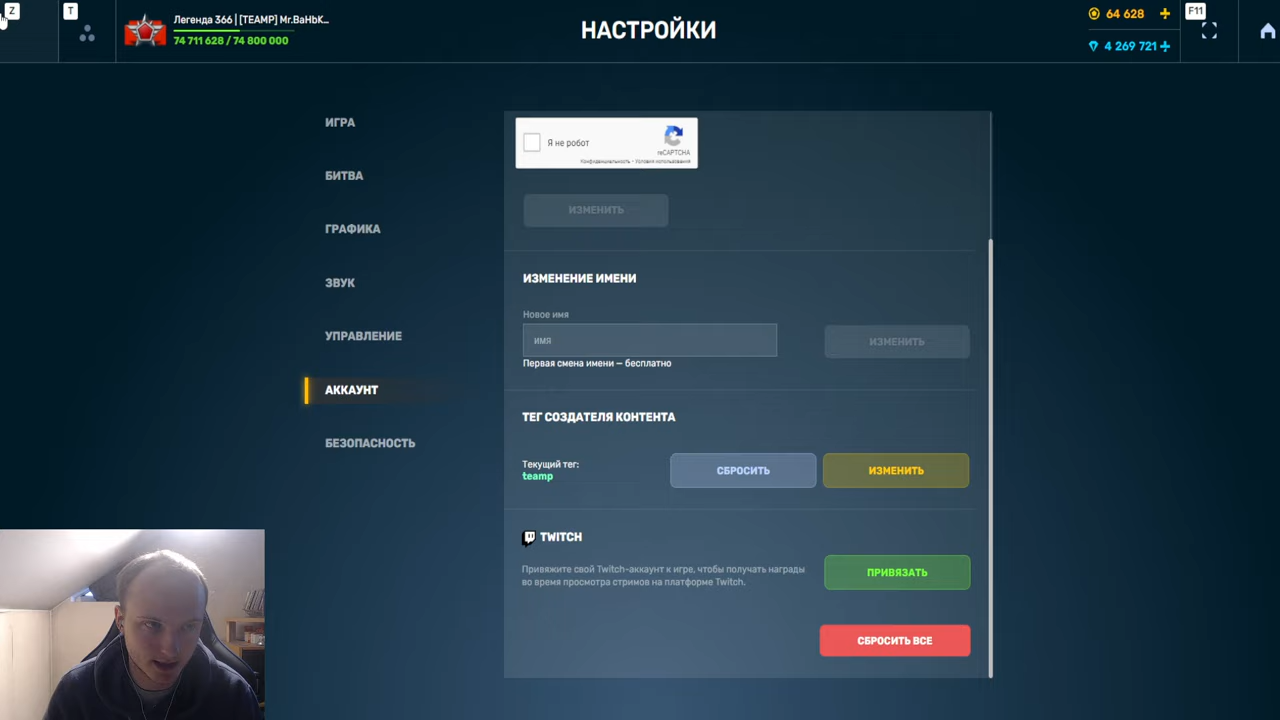 Z
T
Легенда 366 | [TEAMP] Mr.BaHbK...
74 711 628 / 74 800 000
НАСТРОЙКИ
64 628
4 269 721
F11
ИГРА
БИТВА
ГРАФИКА
ЗВУК
УПРАВЛЕНИЕ
АККАУНТ
БЕЗОПАСНОСТЬ
Я не робот
reCAPTCHA
Конфиденциальность - Условия использования
ИЗМЕНИТЬ
ИЗМЕНЕНИЕ ИМЕНИ
Новое имя
имя
ИЗМЕНИТЬ
Первая смена имени — бесплатно
ТЕГ СОЗДАТЕЛЯ КОНТЕНТА
Текущий тег:
teamp
СБРОСИТЬ
ИЗМЕНИТЬ
TWITCH
Привяжите свой Twitch-аккаунт к игре, чтобы получать награды
во время просмотра стримов на платформе Twitch.
ПРИВЯЗАТЬ
СБРОСИТЬ ВСЕ